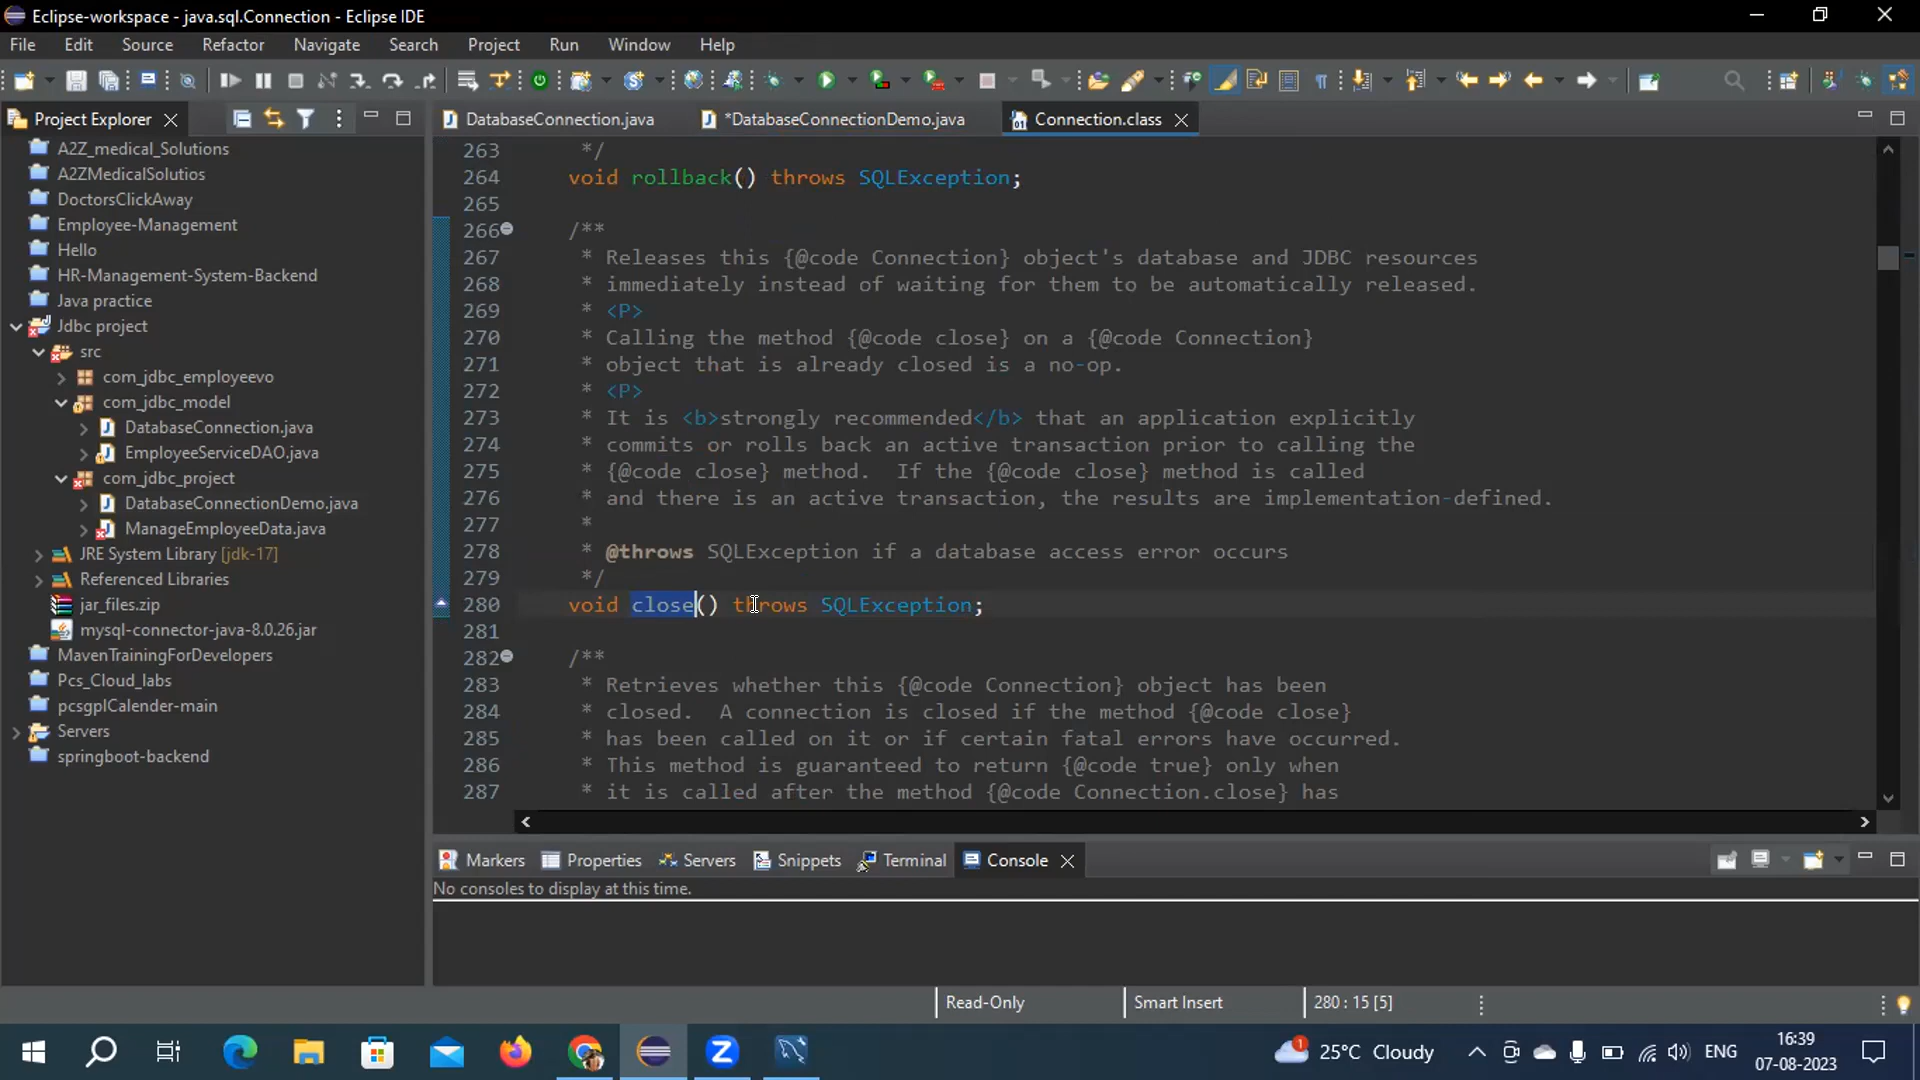 Eclipse-workspace - java.sql.Connection - Eclipse IDE
File Edit Source Refactor Navigate Search Project Run Window Help
Project Explorer
A2Z_medical_Solutions
A2ZMedicalSolutios
DoctorsClickAway
Employee-Management
Hello
HR-Management-System-Backend
Java practice
Jdbc project
src
com_jdbc_employeevo
com_jdbc_model
DatabaseConnection.java
EmployeeServiceDAO.java
com_jdbc_project
DatabaseConnectionDemo.java
ManageEmployeeData.java
JRE System Library [jdk-17]
Referenced Libraries
jar_files.zip
mysql-connector-java-8.0.26.jar
MavenTrainingForDevelopers
Pcs_Cloud_labs
pcsgplCalender-main
Servers
springboot-backend
DatabaseConnection.java *DatabaseConnectionDemo.java Connection.class
263 */
264 void rollback() throws SQLException;
265
266 /**
267 * Releases this {@code Connection} object's database and JDBC resources
268 * immediately instead of waiting for them to be automatically released.
269 * <P>
270 * Calling the method {@code close} on a {@code Connection}
271 * object that is already closed is a no-op.
272 * <P>
273 * It is <b>strongly recommended</b> that an application explicitly
274 * commits or rolls back an active transaction prior to calling the
275 * {@code close} method.  If the {@code close} method is called
276 * and there is an active transaction, the results are implementation-defined.
277 *
278 * @throws SQLException if a database access error occurs
279 */
280 void close() throws SQLException;
281
282 /**
283 * Retrieves whether this {@code Connection} object has been
284 * closed.  A connection is closed if the method {@code close}
285 * has been called on it or if certain fatal errors have occurred.
286 * This method is guaranteed to return {@code true} only when
287 * it is called after the method {@code Connection.close} has
Markers Properties Servers Snippets Terminal Console
No consoles to display at this time.
Read-Only Smart Insert 280 : 15 [5]
1 25°C Cloudy ENG 16:39
07-08-2023